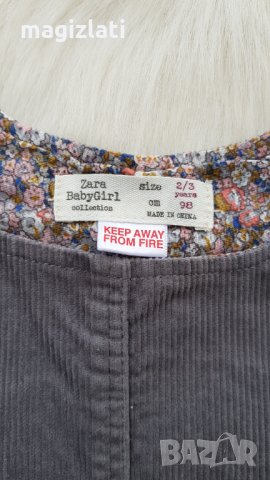 © magizlati
Zara
BabyGirl
collection
size 2/3
years
cm 98
MADE IN CHINA
KEEP AWAY
FROM FIRE
BAZAR